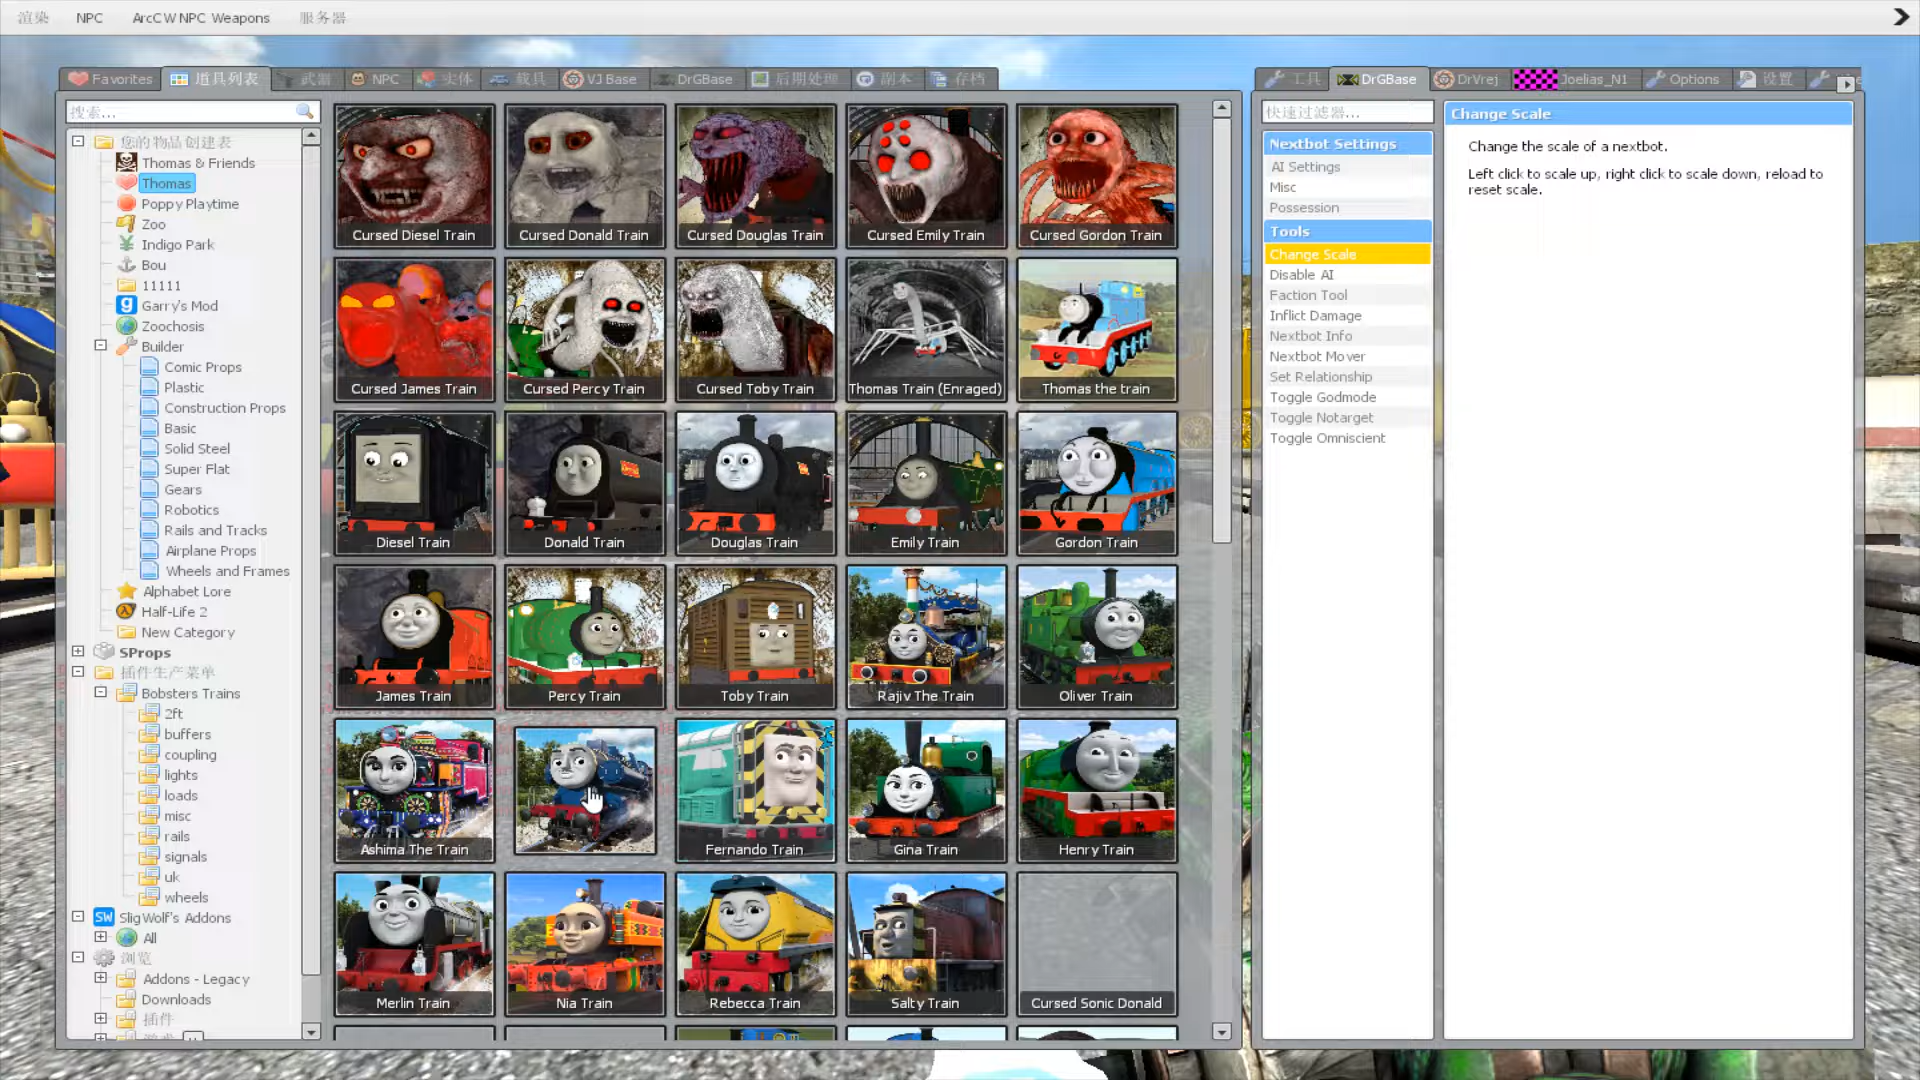 渲染 NPC ArcCW NPC Weapons 服务器
Favorites 道具列表 武器 NPC 实体 载具 VJ Base DrGBase 后期处理 副本 存档
工具 DrGBase DrVrej Joelias_N1 Options 设置
搜索...
您的物品创建表
Thomas & Friends
Thomas
Poppy Playtime
Zoo
Indigo Park
Bou
11111
Garry's Mod
Zoochosis
Builder
Comic Props
Plastic
Construction Props
Basic
Solid Steel
Super Flat
Gears
Robotics
Rails and Tracks
Airplane Props
Wheels and Frames
Alphabet Lore
Half-Life 2
New Category
SProps
插件生产菜单
Bobsters Trains
2ft
buffers
coupling
lights
loads
misc
rails
signals
uk
wheels
SligWolf's Addons
All
浏览
Addons - Legacy
Downloads
插件
Cursed Diesel Train
Cursed Donald Train
Cursed Douglas Train
Cursed Emily Train
Cursed Gordon Train
Cursed James Train
Cursed Percy Train
Cursed Toby Train
Thomas Train (Enraged)
Thomas the train
Diesel Train
Donald Train
Douglas Train
Emily Train
Gordon Train
James Train
Percy Train
Toby Train
Rajiv The Train
Oliver Train
Ashima The Train
Fernando Train
Gina Train
Henry Train
Merlin Train
Nia Train
Rebecca Train
Salty Train
Cursed Sonic Donald
快速过滤器...
Nextbot Settings
AI Settings
Misc
Possession
Tools
Change Scale
Disable AI
Faction Tool
Inflict Damage
Nextbot Info
Nextbot Mover
Set Relationship
Toggle Godmode
Toggle Notarget
Toggle Omniscient
Change Scale
Change the scale of a nextbot.
Left click to scale up, right click to scale down, reload to
reset scale.